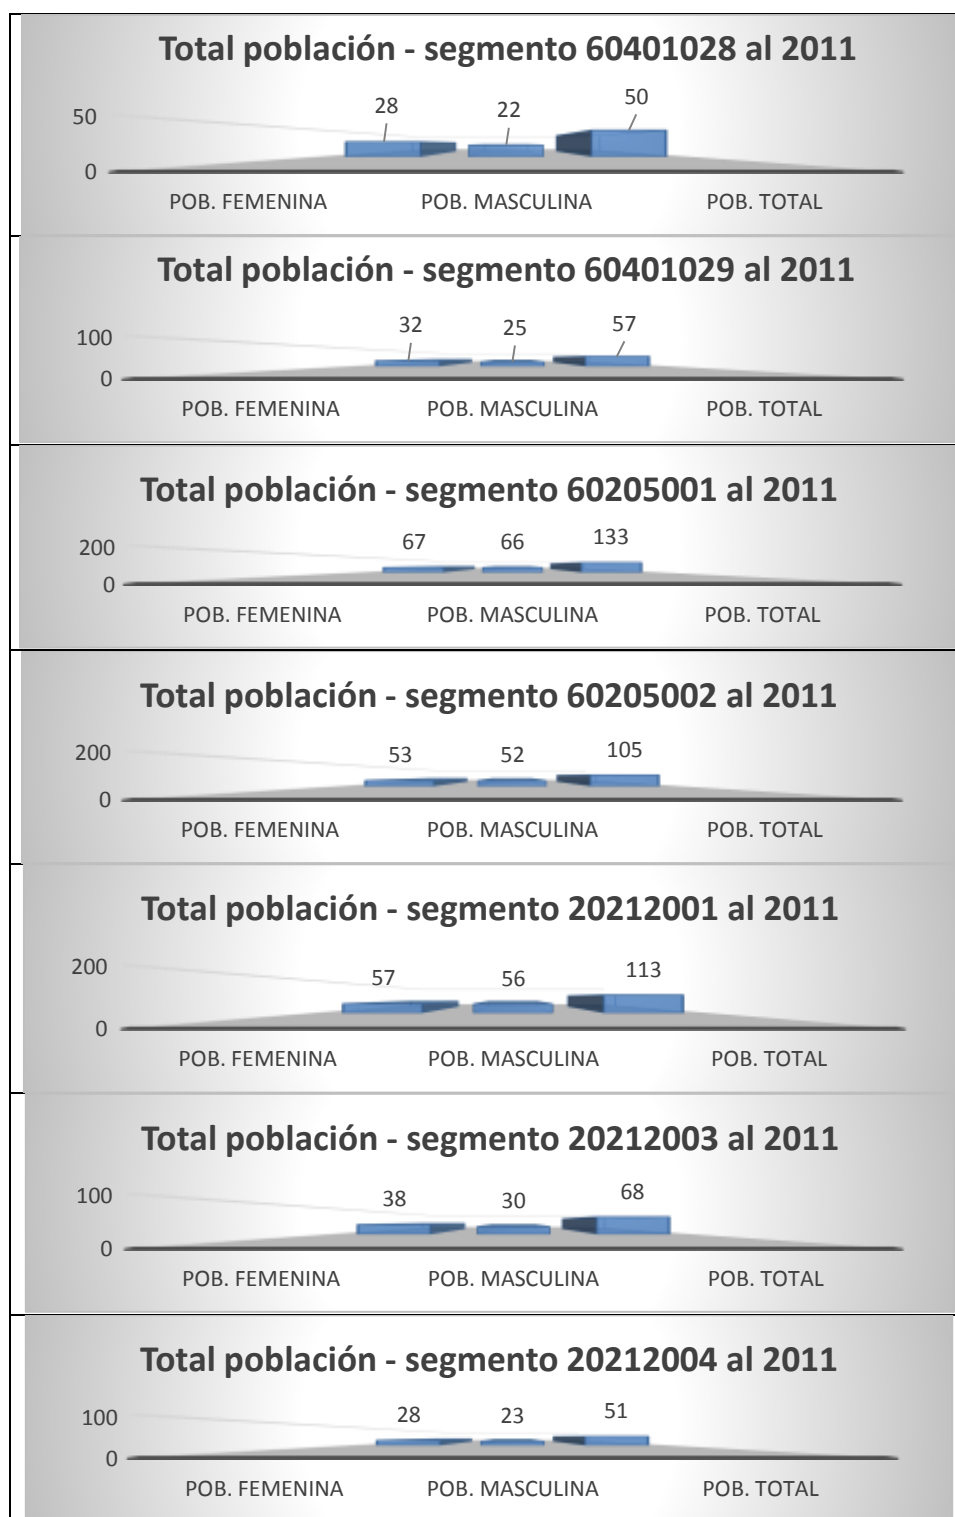 Total población - segmento 60401028 al 2011
50
28
22
50
0
POB. FEMENINA POB. MASCULINA POB. TOTAL
Total población - segmento 60401029 al 2011
100
32
25
57
0
POB. FEMENINA POB. MASCULINA POB. TOTAL
Total población - segmento 60205001 al 2011
200
67
66
133
0
POB. FEMENINA POB. MASCULINA POB. TOTAL
Total población - segmento 60205002 al 2011
200
53
52
105
0
POB. FEMENINA POB. MASCULINA POB. TOTAL
Total población - segmento 20212001 al 2011
200
57
56
113
0
POB. FEMENINA POB. MASCULINA POB. TOTAL
Total población - segmento 20212003 al 2011
100
38
30
68
0
POB. FEMENINA POB. MASCULINA POB. TOTAL
Total población - segmento 20212004 al 2011
100
28
23
51
0
POB. FEMENINA POB. MASCULINA POB. TOTAL